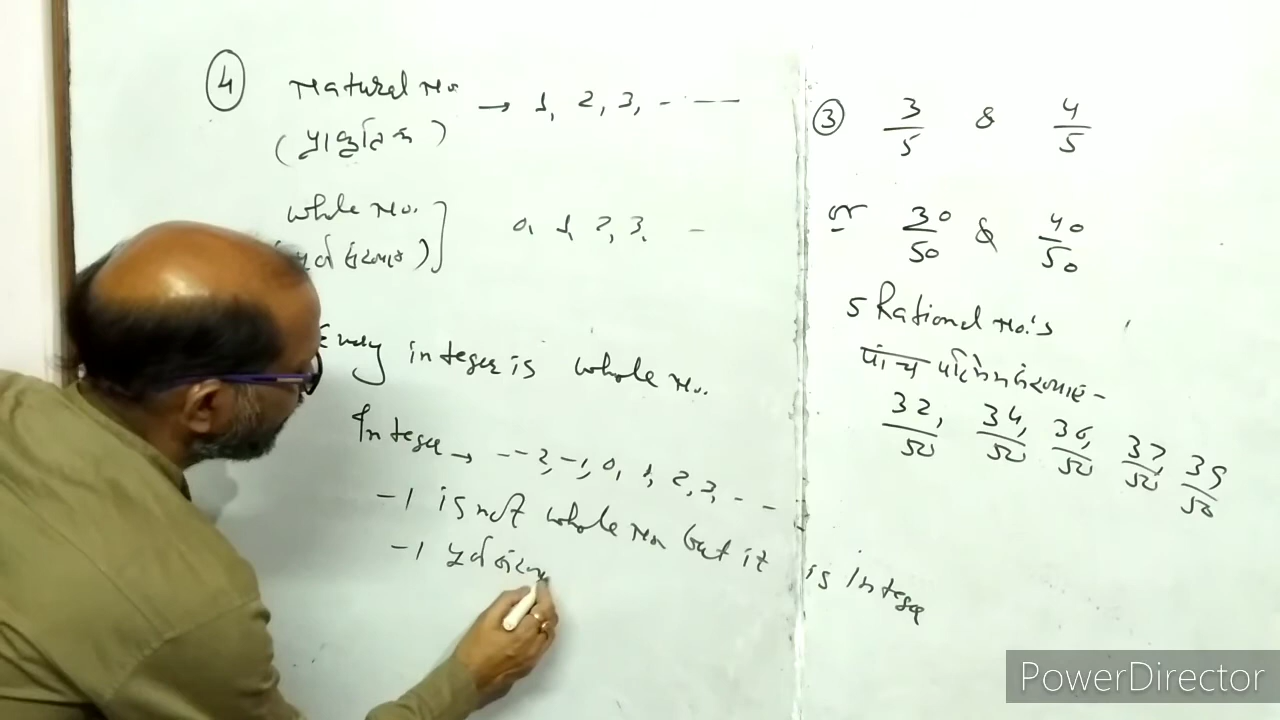 4 Natural No. → 1, 2, 3, - - -
(प्राकृतिक)
whole No. 0, 1, 2, 3, -
Every integer is whole No.
Integer → - - 2, -1, 0, 1, 2, 3, - - -
-1 is not whole No but it is Integer
-1 पूर्ण संख्या
3 3/5 & 4/5
or 30/50 & 40/50
5 Rational No.'s
पांच परिमेय संख्याएं -
32/50, 34/50, 36/50, 37/50, 39/50
PowerDirector